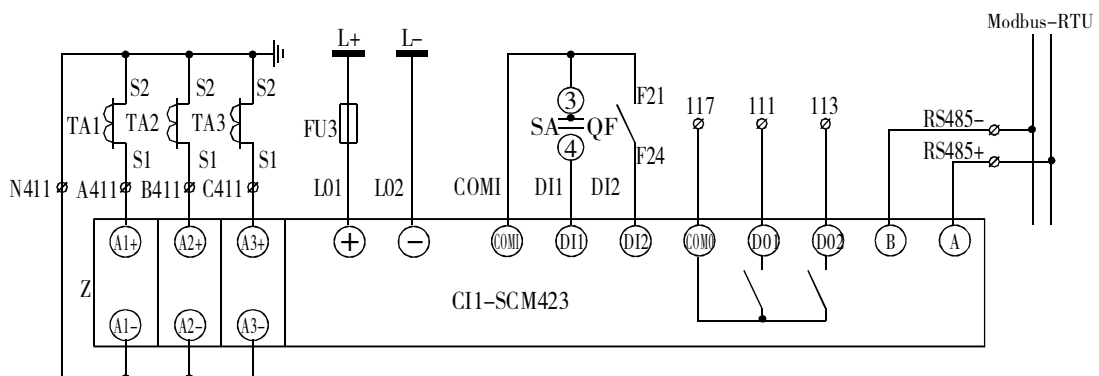 Modbus-RTU
L+ L-
S2 S2 S2
TA1 TA2 TA3
FU3
3
SA QF
4
F21
F24
117 111 113
RS485-
RS485+
S1 S1 S1
N411 A411 B411 C411
L01 L02 COMI DI1 DI2
A1+ A2+ A3+ + - COMI DI1 DI2 COMO DO1 DO2 B A
Z
CI1-SCM423
A1- A2- A3-